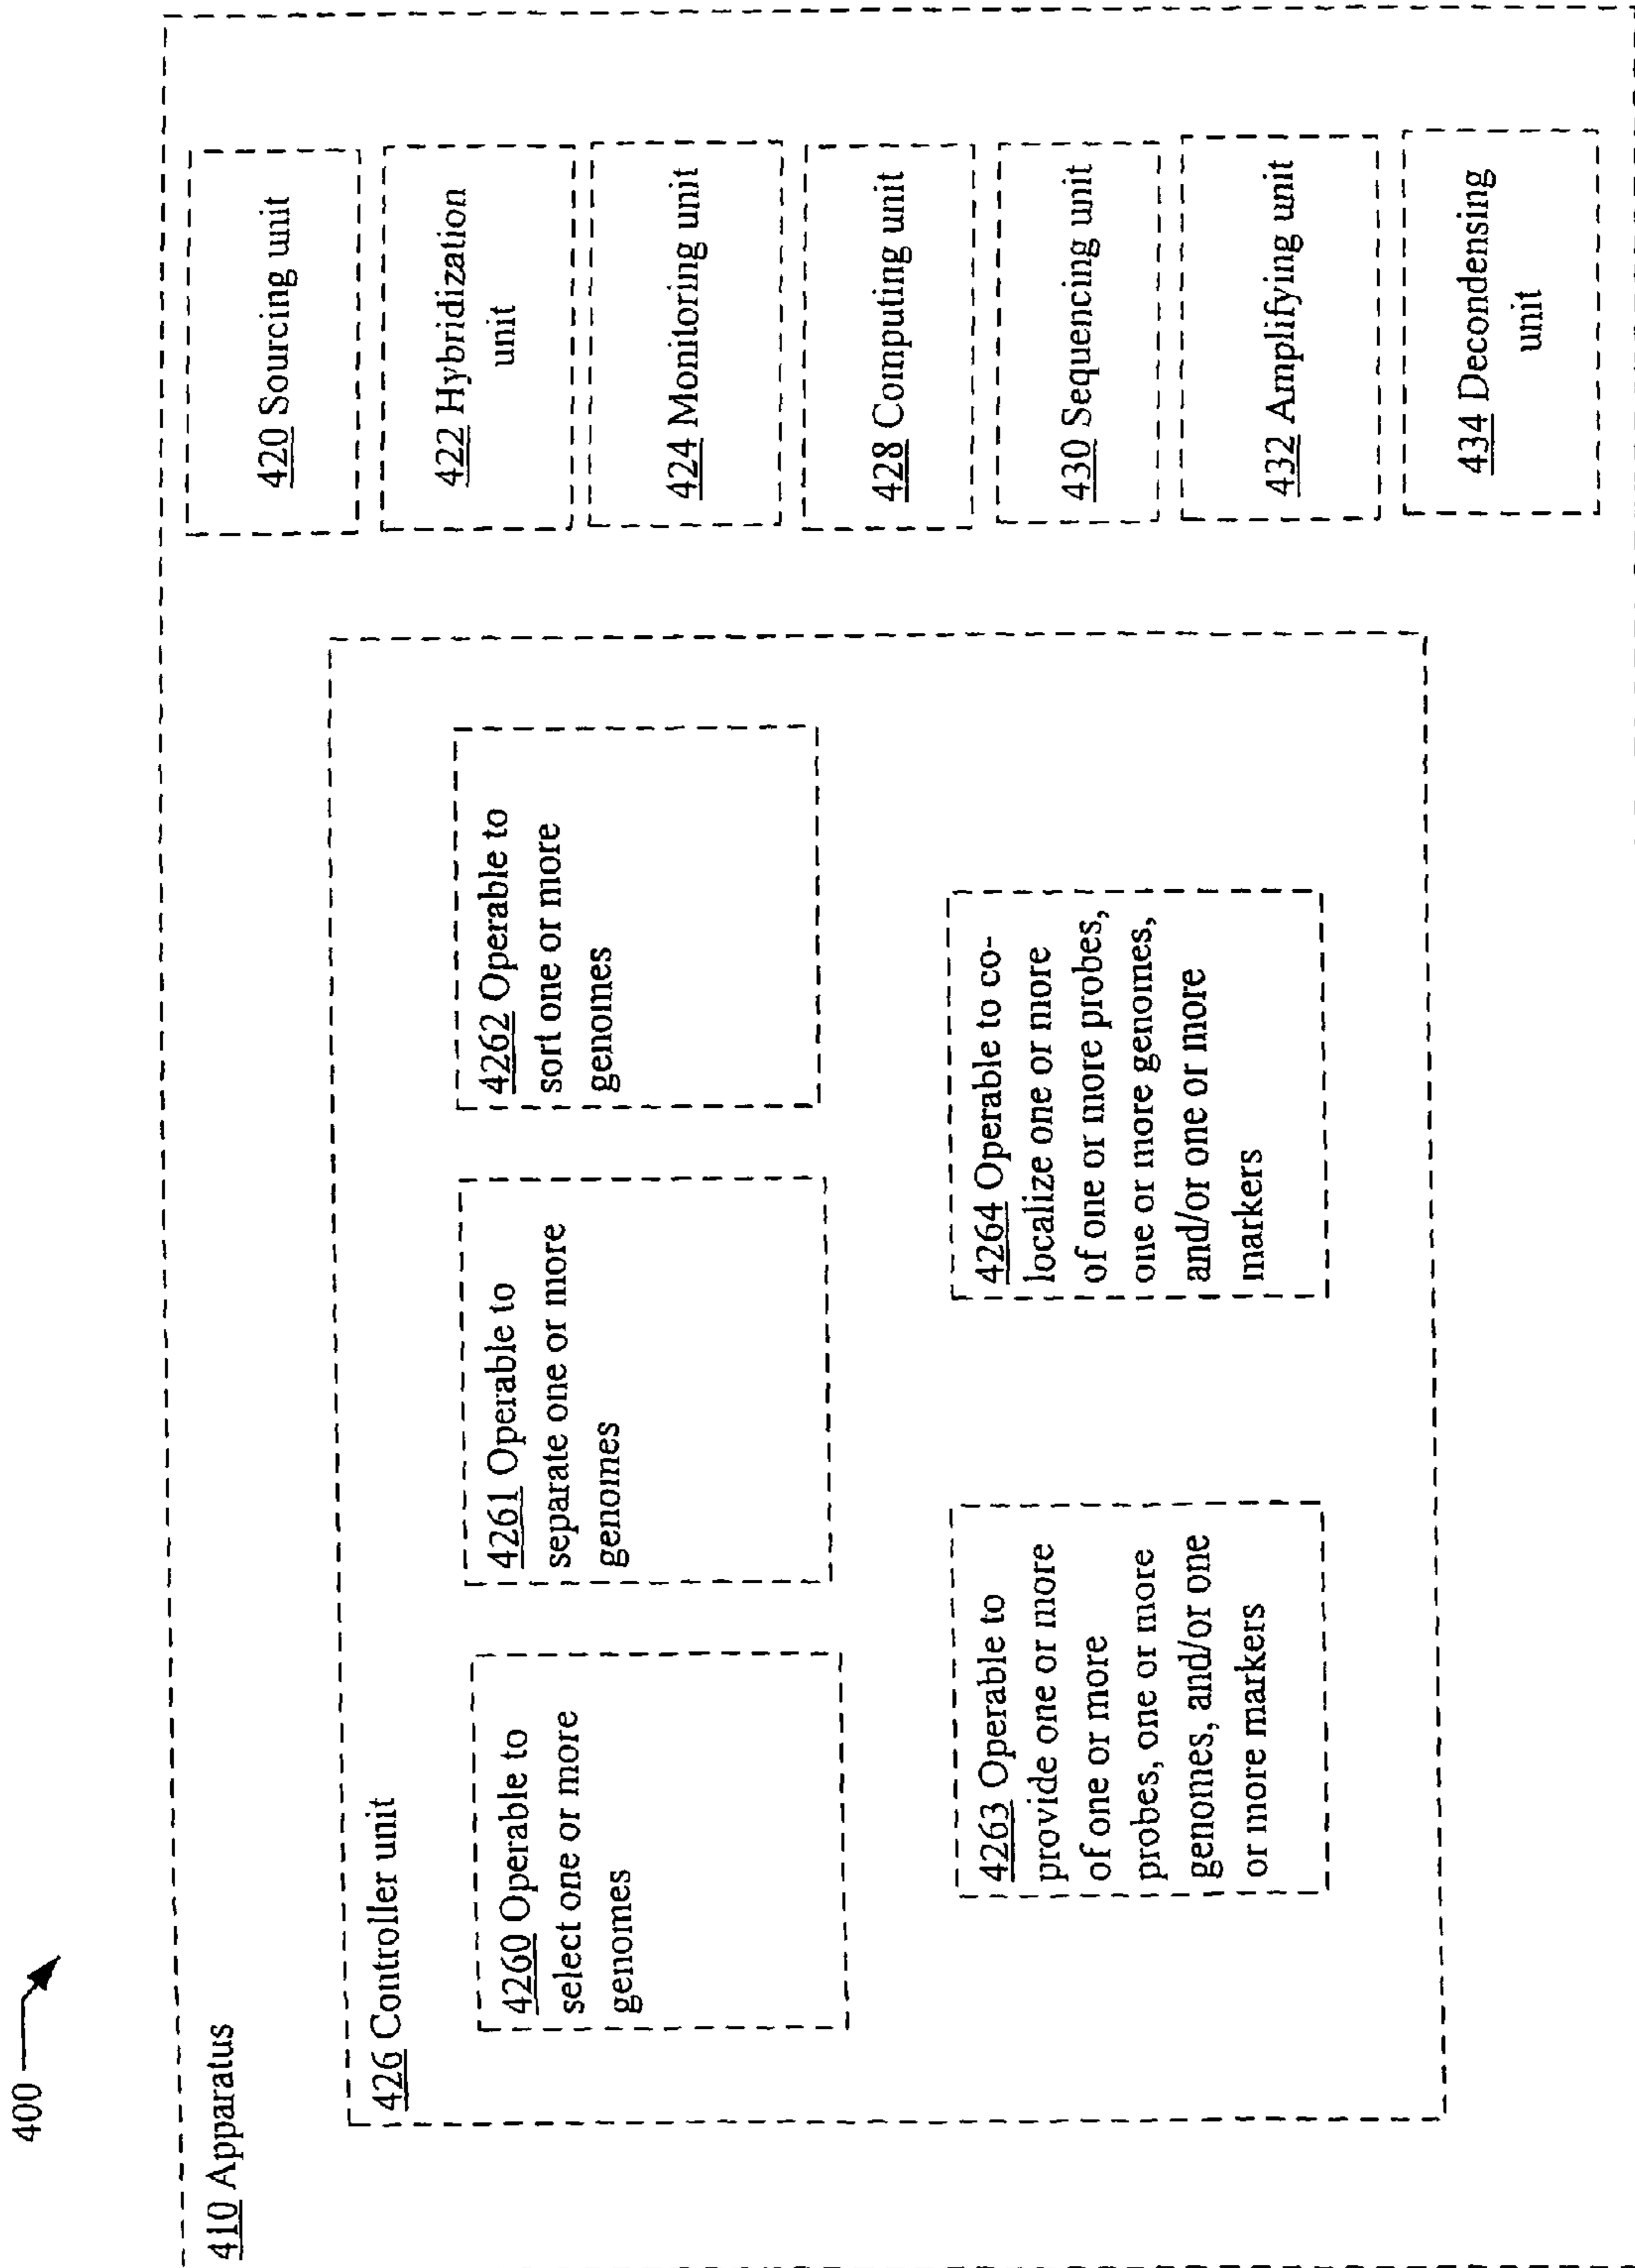 400
410 Apparatus
426 Controller unit
4260 Operable to
select one or more
genomes
4261 Operable to
separate one or more
genomes
4262 Operable to
sort one or more
genomes
4263 Operable to
provide one or more
of one or more
probes, one or more
genomes, and/or one
or more markers
4264 Operable to co-
localize one or more
of one or more probes,
one or more genomes,
and/or one or more
markers
420 Sourcing unit
422 Hybridization
unit
424 Monitoring unit
428 Computing unit
430 Sequencing unit
432 Amplifying unit
434 Decondensing
unit